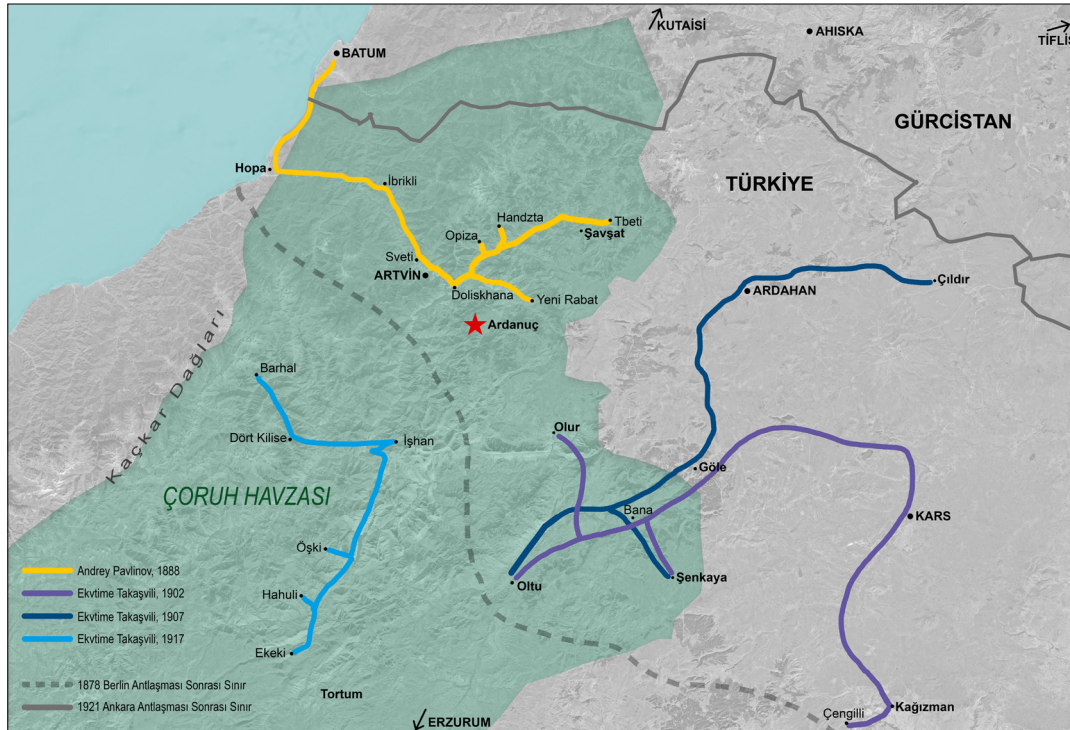 KUTAİSİ
AHISKA
TİFLİS
BATUM
GÜRCİSTAN
TÜRKİYE
Hopa
İbrikli
Handzta
Tbeti
Opiza
Şavşat
Sveti
ARTVİN
Doliskhana
Yeni Rabat
Ardanuç
ARDAHAN
Çıldır
Kaçkar Dağları
Barhal
Dört Kilise
İşhan
Olur
Göle
ÇORUH HAVZASI
Bana
KARS
Öşki
Oltu
Şenkaya
Hahuli
Ekeki
Andrey Pavlinov, 1888
Ekvtime Takaşvili, 1902
Ekvtime Takaşvili, 1907
Ekvtime Takaşvili, 1917
1878 Berlin Antlaşması Sonrası Sınır
1921 Ankara Antlaşması Sonrası Sınır
Tortum
ERZURUM
Çengilli
Kağızman